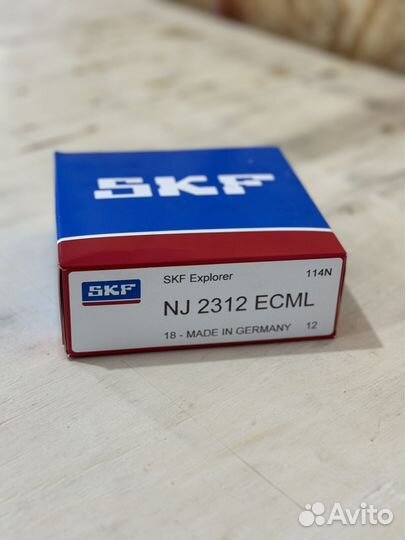 SKF
SKF Explorer 114N
SKF
NJ 2312 ECML
18 - MADE IN GERMANY 12
Avito